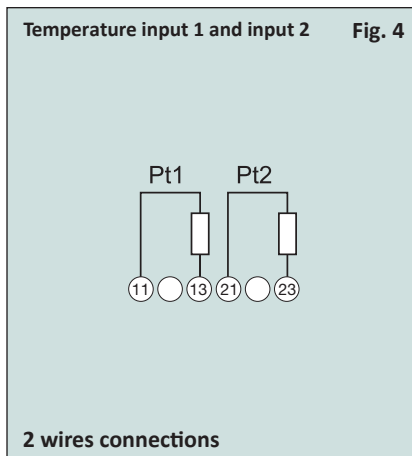 Temperature input 1 and input 2 Fig. 4
Pt1 Pt2
11 13 21 23
2 wires connections